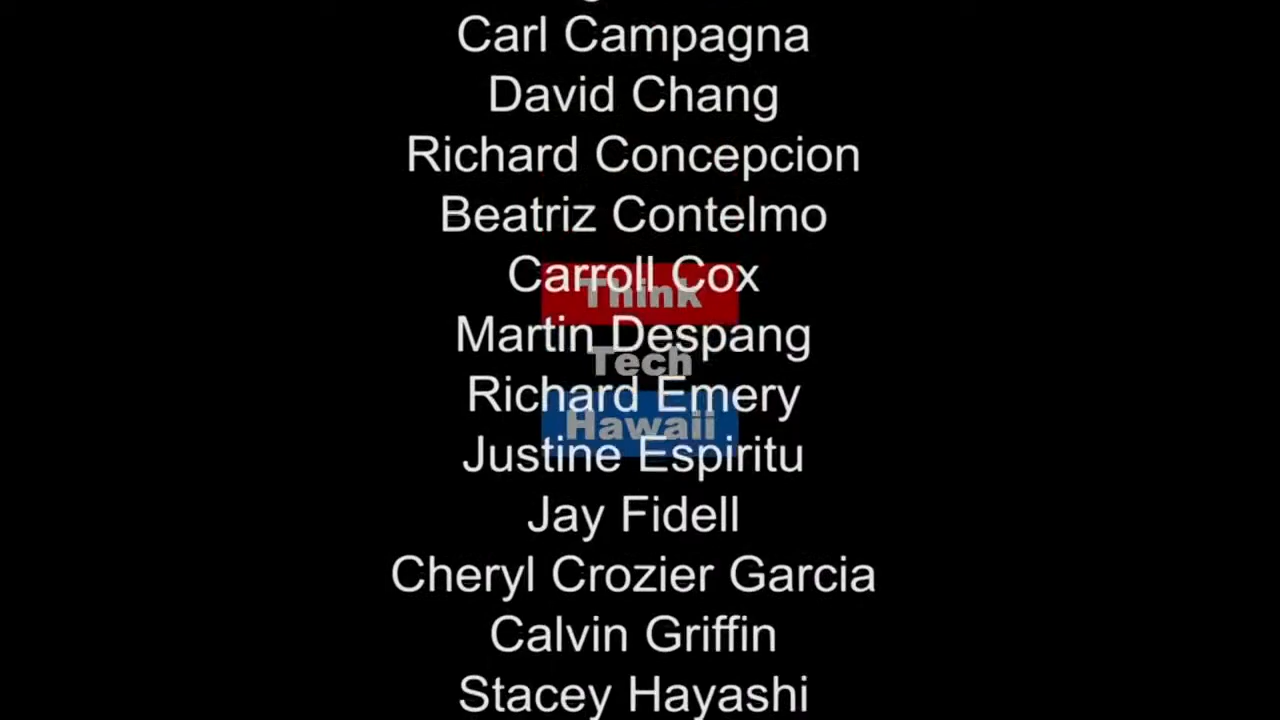 Carl Campagna
David Chang
Richard Concepcion
Beatriz Contelmo
Carroll Cox
Think
Martin Despang
Tech
Richard Emery
Hawaii
Justine Espiritu
Jay Fidell
Cheryl Crozier Garcia
Calvin Griffin
Stacey Hayashi